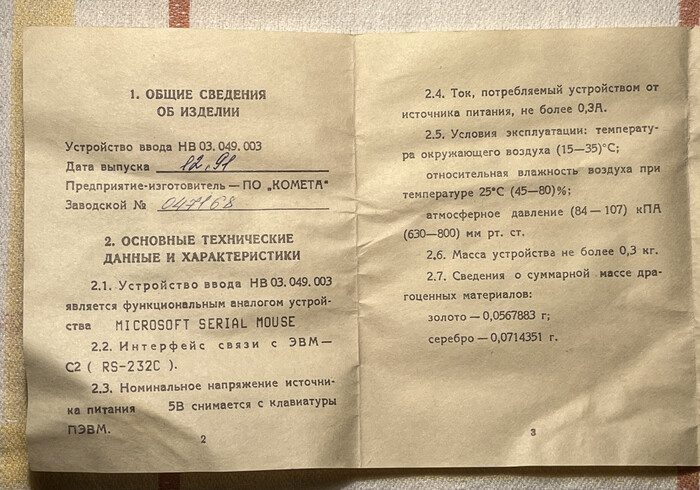 1. ОБЩИЕ СВЕДЕНИЯ
ОБ ИЗДЕЛИИ
Устройство ввода НВ 03.049.003
Дата выпуска 12.91
Предприятие-изготовитель — ПО „КОМЕТА"
Заводской № 047168
2. ОСНОВНЫЕ ТЕХНИЧЕСКИЕ
ДАННЫЕ И ХАРАКТЕРИСТИКИ
2.1. Устройство ввода НВ 03.049.003
является функциональным аналогом устрой-
ства MICROSOFT SERIAL MOUSE
2.2. Интерфейс связи с ЭВМ—
С2 ( RS-232C ).
2.3. Номинальное напряжение источни-
ка питания 5В снимается с клавиатуры
ПЭВМ.
2
2.4. Ток, потребляемый устройством от
источника питания, не более 0,3А.
2.5. Условия эксплуатации: температу-
ра окружающего воздуха (15—35)°С;
относительная влажность воздуха при
температуре 25°С (45—80)%;
атмосферное давление (84 — 107) кПА
(630—800) мм рт. ст.
2.6. Масса устройства не более 0,3 кг.
2.7. Сведения о суммарной массе дра-
гоценных материалов:
золото — 0,0567883 г;
серебро — 0,0714351 г.
3